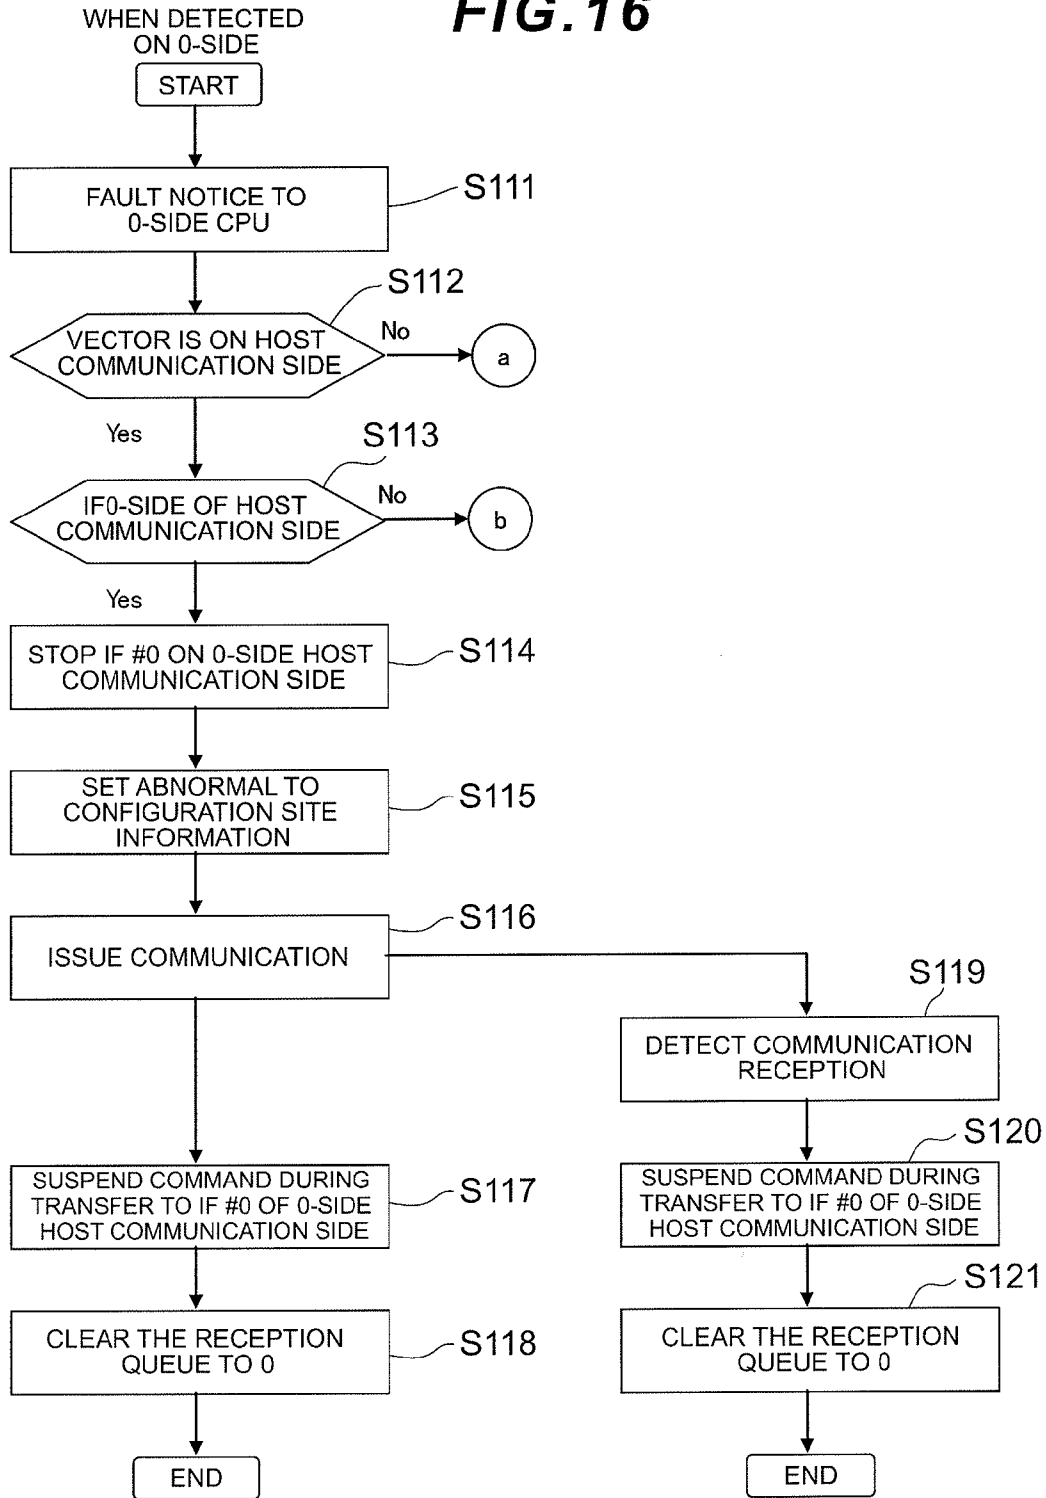 FIG.16
WHEN DETECTED
ON 0-SIDE
START
FAULT NOTICE TO
0-SIDE CPU
S111
S112
VECTOR IS ON HOST
COMMUNICATION SIDE
No
a
Yes
S113
IF0-SIDE OF HOST
COMMUNICATION SIDE
No
b
Yes
STOP IF #0 ON 0-SIDE HOST
COMMUNICATION SIDE
S114
SET ABNORMAL TO
CONFIGURATION SITE
INFORMATION
S115
S116
ISSUE COMMUNICATION
S119
DETECT COMMUNICATION
RECEPTION
SUSPEND COMMAND DURING
TRANSFER TO IF #0 OF 0-SIDE
HOST COMMUNICATION SIDE
S117
S120
SUSPEND COMMAND DURING
TRANSFER TO IF #0 OF 0-SIDE
HOST COMMUNICATION SIDE
CLEAR THE RECEPTION
QUEUE TO 0
S118
S121
CLEAR THE RECEPTION
QUEUE TO 0
END
END